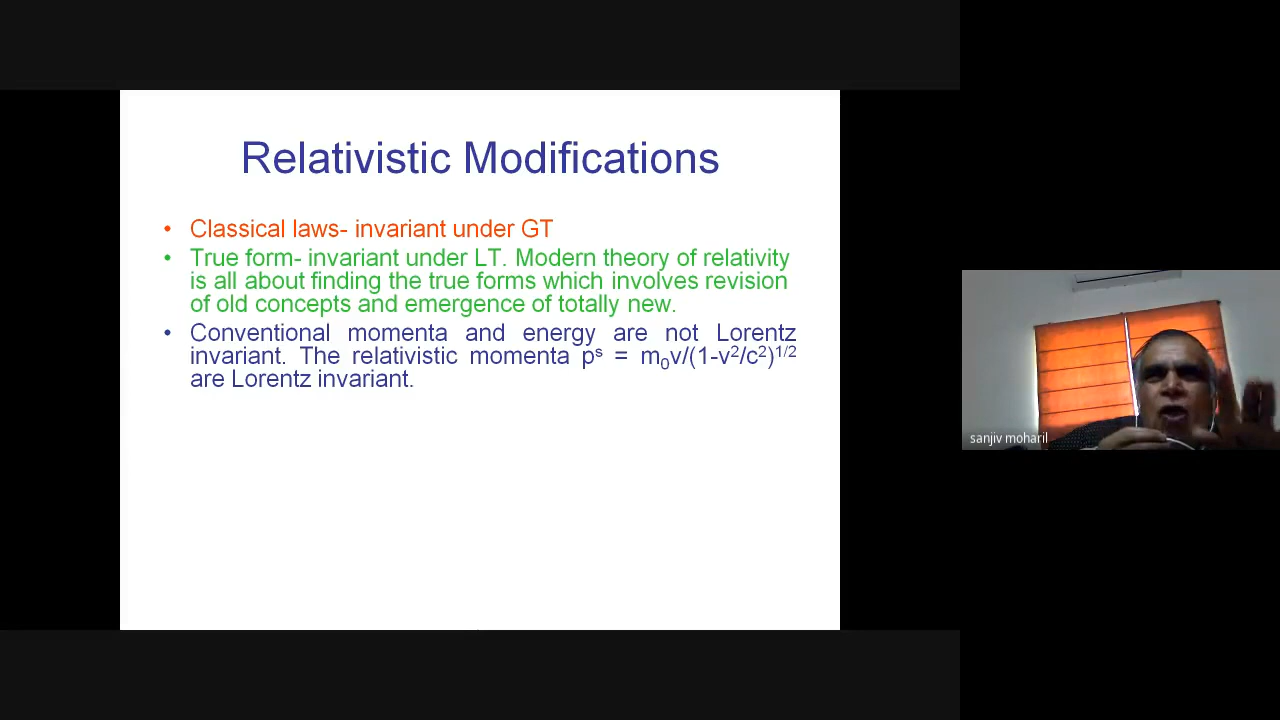 Relativistic Modifications
• Classical laws- invariant under GT
• True form- invariant under LT. Modern theory of relativity
is all about finding the true forms which involves revision
of old concepts and emergence of totally new.
• Conventional momenta and energy are not Lorentz
invariant. The relativistic momenta pˢ = m₀v/(1-v²/c²)¹/²
are Lorentz invariant.
sanjiv moharil